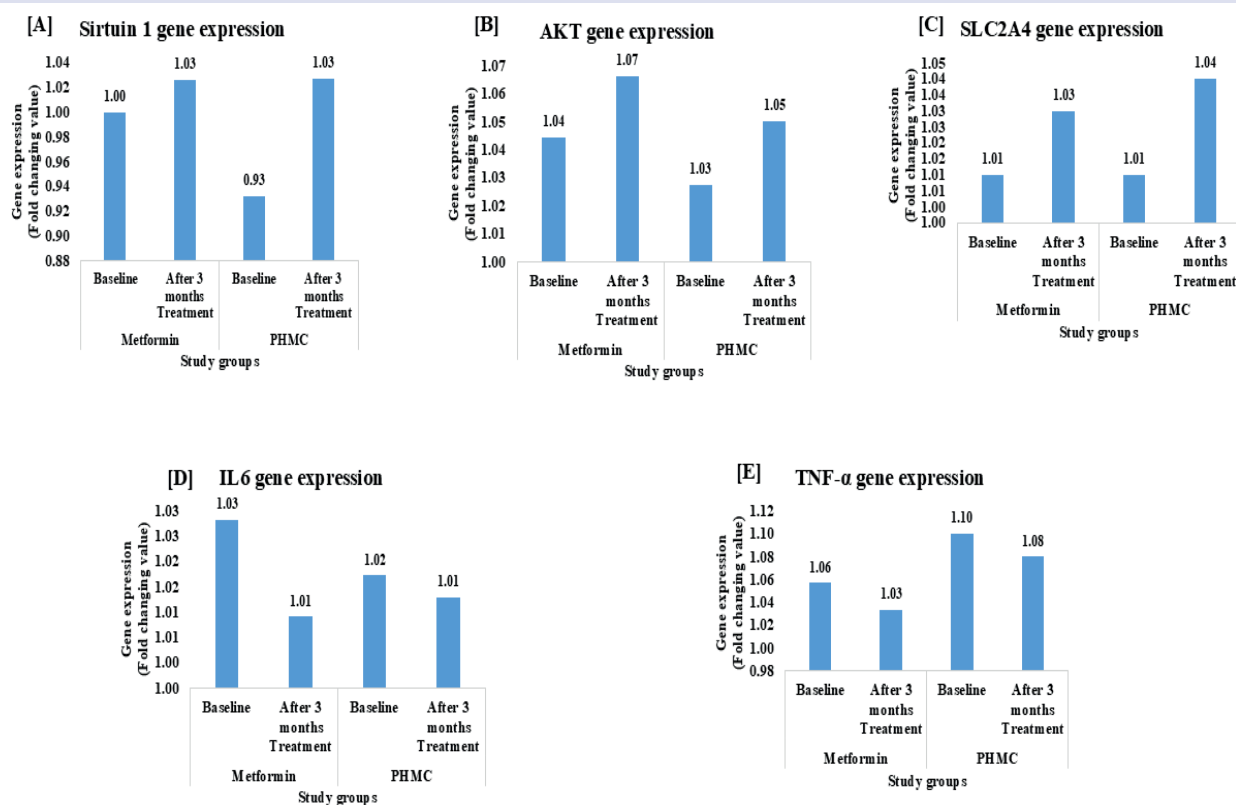 [A] Sirtuin 1 gene expression
Gene expression
(Fold changing value)
1.04
1.02
1.00
0.98
0.96
0.94
0.92
0.90
0.88
1.00
1.03
0.93
1.03
Baseline
After 3
months
Treatment
Baseline
After 3
months
Treatment
Metformin
PHMC
Study groups
[B] AKT gene expression
Gene expression
(Fold changing value)
1.07
1.06
1.05
1.04
1.03
1.02
1.01
1.00
1.04
1.07
1.03
1.05
Baseline
After 3
months
Treatment
Baseline
After 3
months
Treatment
Metformin
PHMC
Study groups
[C] SLC2A4 gene expression
Gene expression
(Fold changing value)
1.05
1.04
1.04
1.03
1.03
1.02
1.02
1.01
1.01
1.00
1.00
1.01
1.03
1.01
1.04
Baseline
After 3
months
Treatment
Baseline
After 3
months
Treatment
Metformin
PHMC
Study groups
[D] IL6 gene expression
Gene expression
(Fold changing value)
1.03
1.03
1.02
1.02
1.01
1.01
1.00
1.00
1.03
1.01
1.02
1.01
Baseline
After 3
months
Treatment
Baseline
After 3
months
Treatment
Metformin
PHMC
Study groups
[E] TNF-α gene expression
Gene expression
(Fold changing value)
1.12
1.10
1.08
1.06
1.04
1.02
1.00
0.98
1.06
1.03
1.10
1.08
Baseline
After 3
months
Treatment
Baseline
After 3
months
Treatment
Metformin
PHMC
Study groups